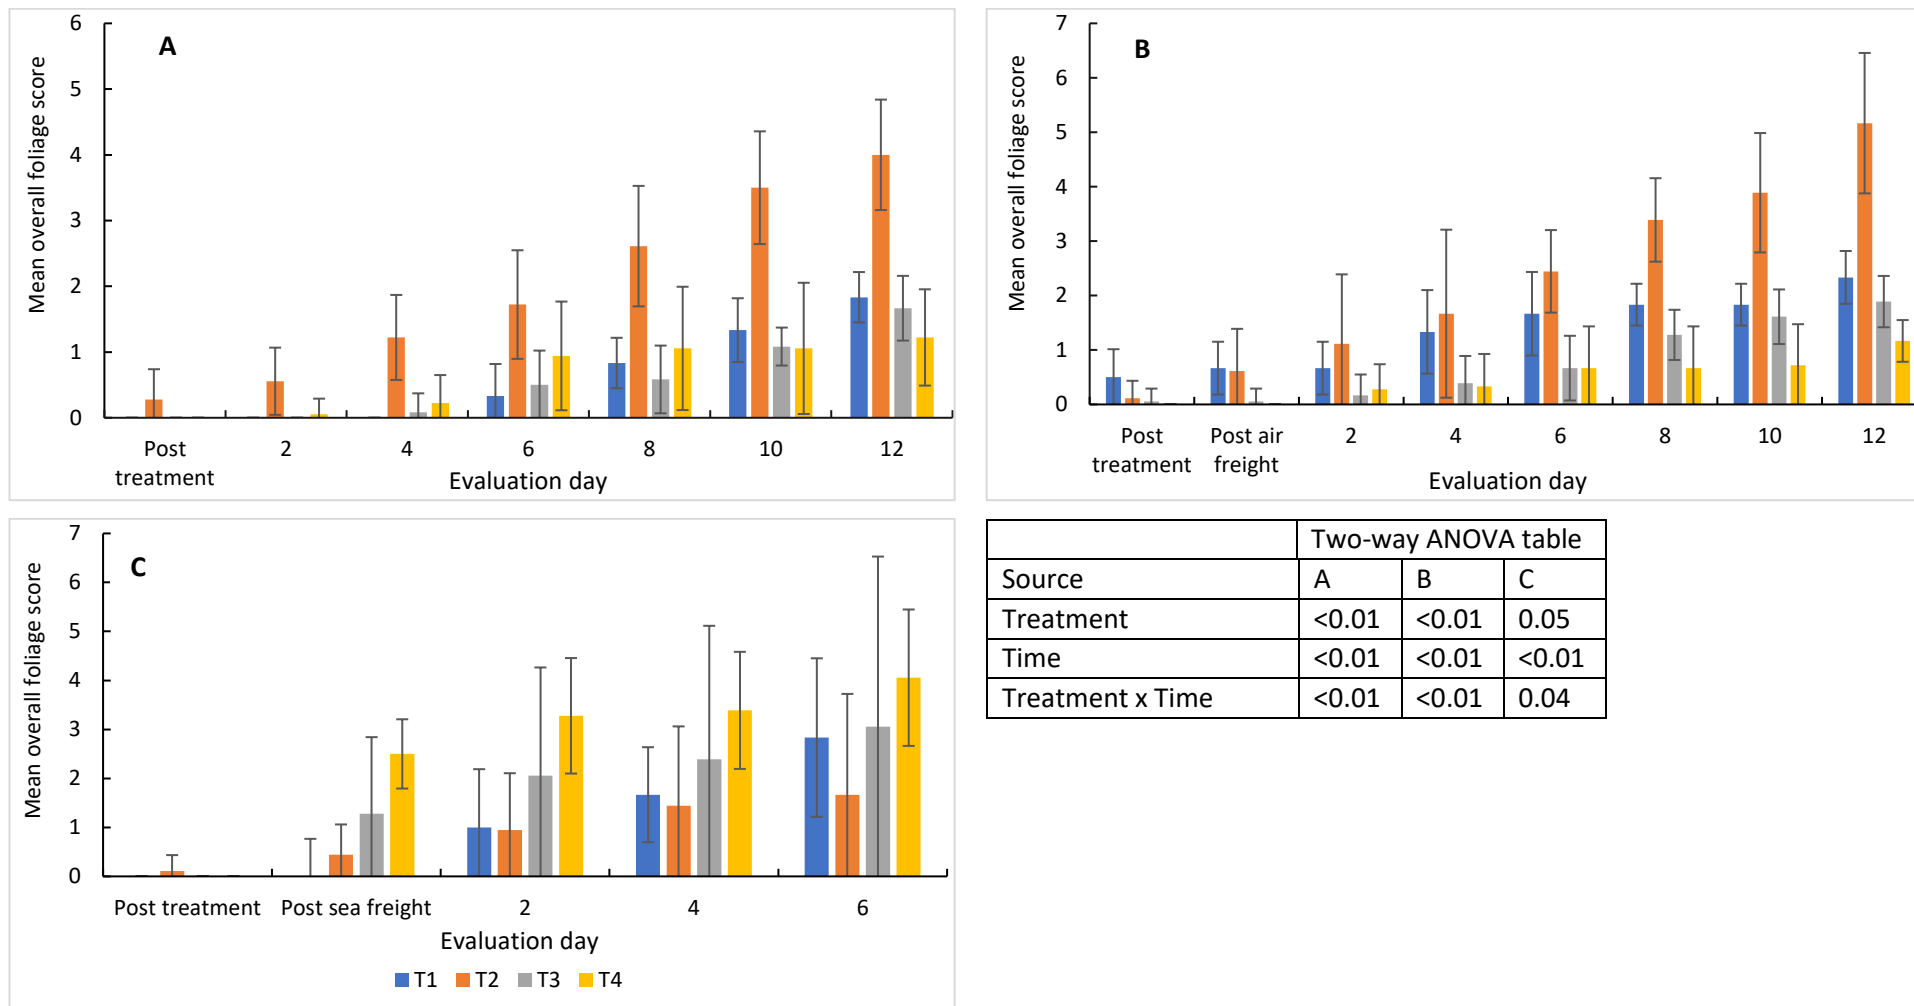 A
Mean overall foliage score
6
5
4
3
2
1
0
Post treatment 2 4 6 8 10 12
Evaluation day
B
Mean overall foliage score
7
6
5
4
3
2
1
0
Post treatment Post air freight 2 4 6 8 10 12
Evaluation day
C
Mean overall foliage score
7
6
5
4
3
2
1
0
Post treatment Post sea freight 2 4 6
Evaluation day
T1 T2 T3 T4
Two-way ANOVA table
Source A B C
Treatment <0.01 <0.01 0.05
Time <0.01 <0.01 <0.01
Treatment x Time <0.01 <0.01 0.04